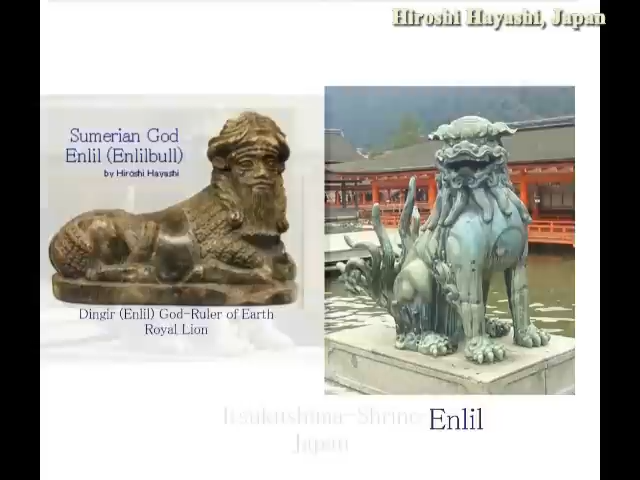 Hiroshi Hayashi, Japan
Sumerian God
Enlil (Enlilbull)
by Hiroshi Hayashi
Dingir (Enlil) God-Ruler of Earth
Royal Lion
Itsukushima-Shrine Enlil
Japan